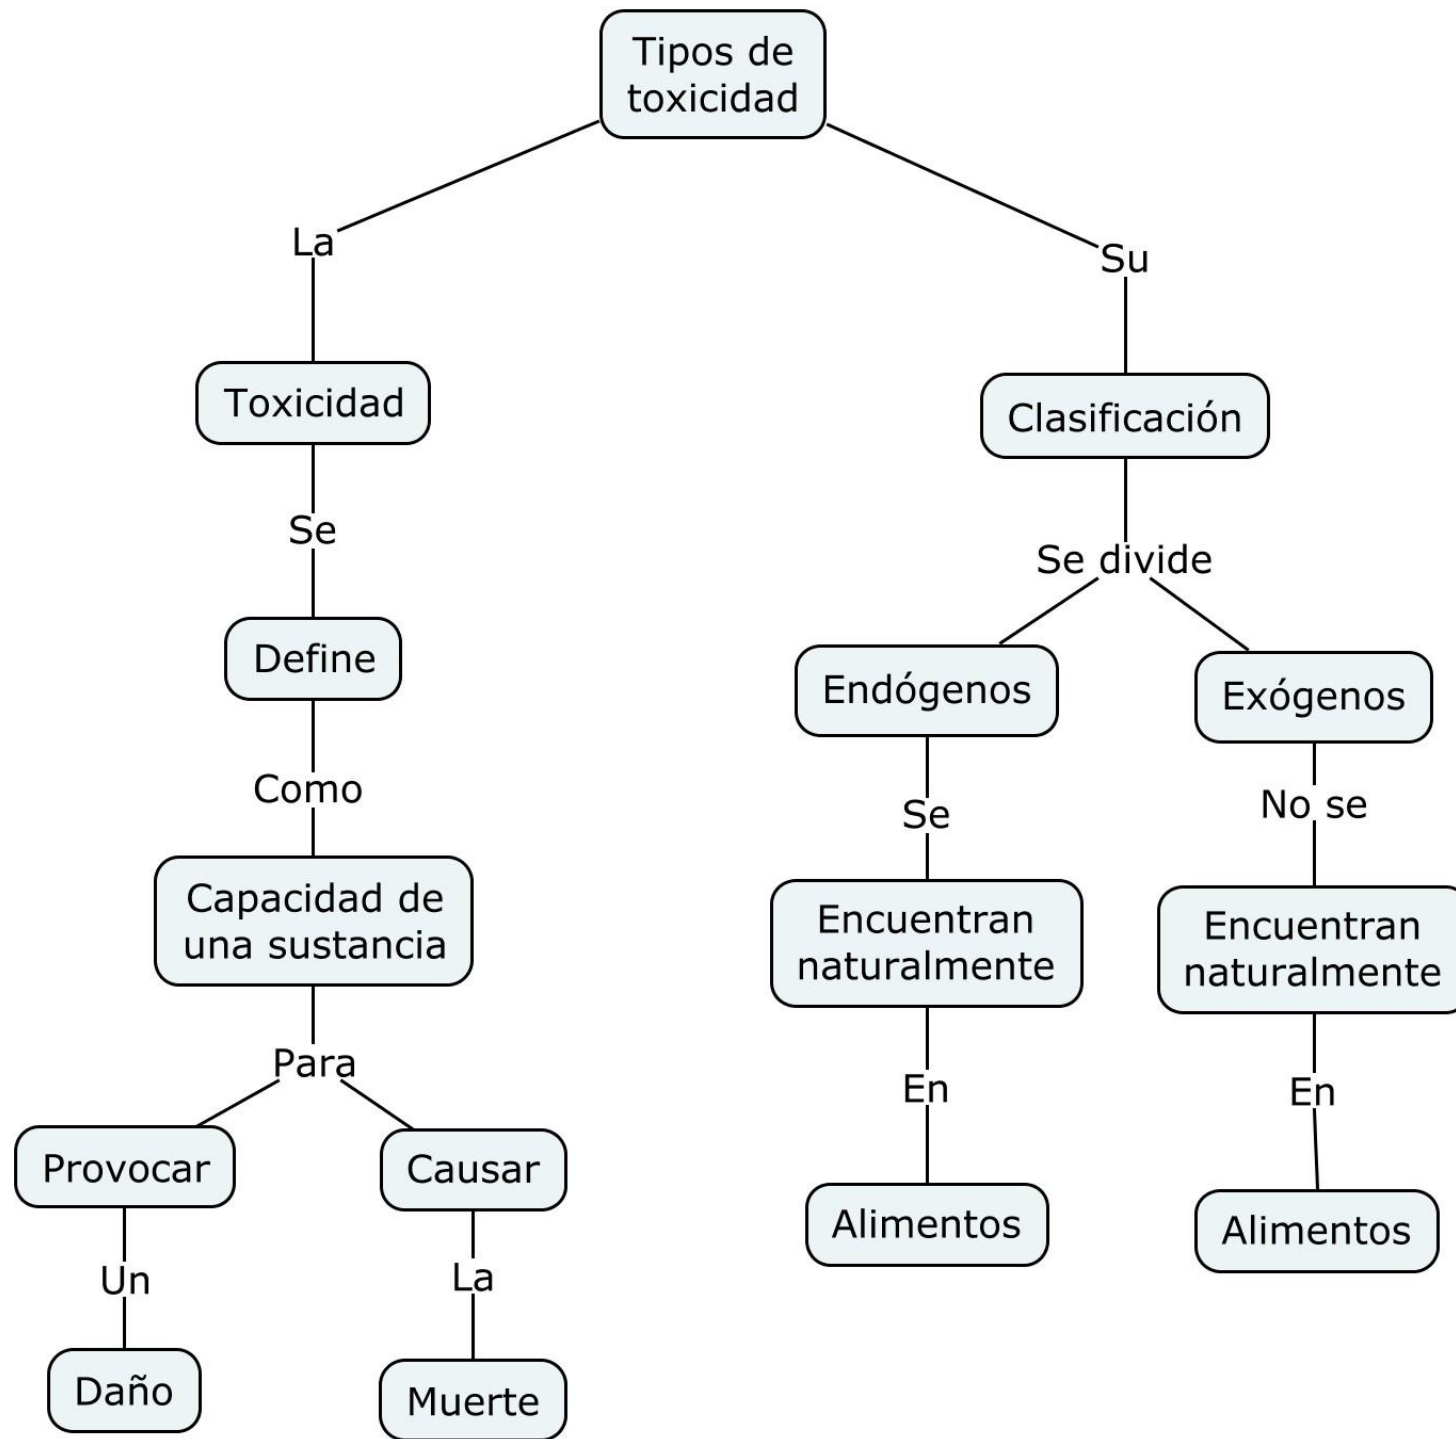 Tipos de
toxicidad
La
Su
Toxicidad
Clasificación
Se
Se divide
Define
Endógenos
Exógenos
Como
Se
No se
Capacidad de
una sustancia
Encuentran
naturalmente
Encuentran
naturalmente
Para
En
En
Provocar
Causar
Alimentos
Alimentos
Un
La
Daño
Muerte